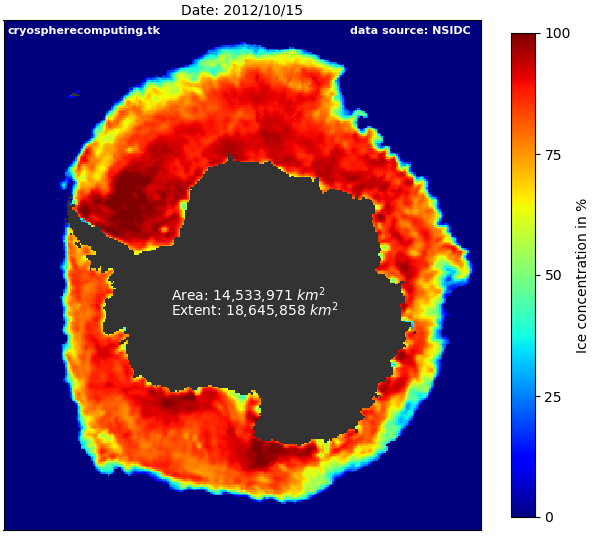 Date: 2012/10/15
cryospherecomputing.tk
data source: NSIDC
100
75
50
25
0
Ice concentration in %
Area: 14,533,971 km²
Extent: 18,645,858 km²